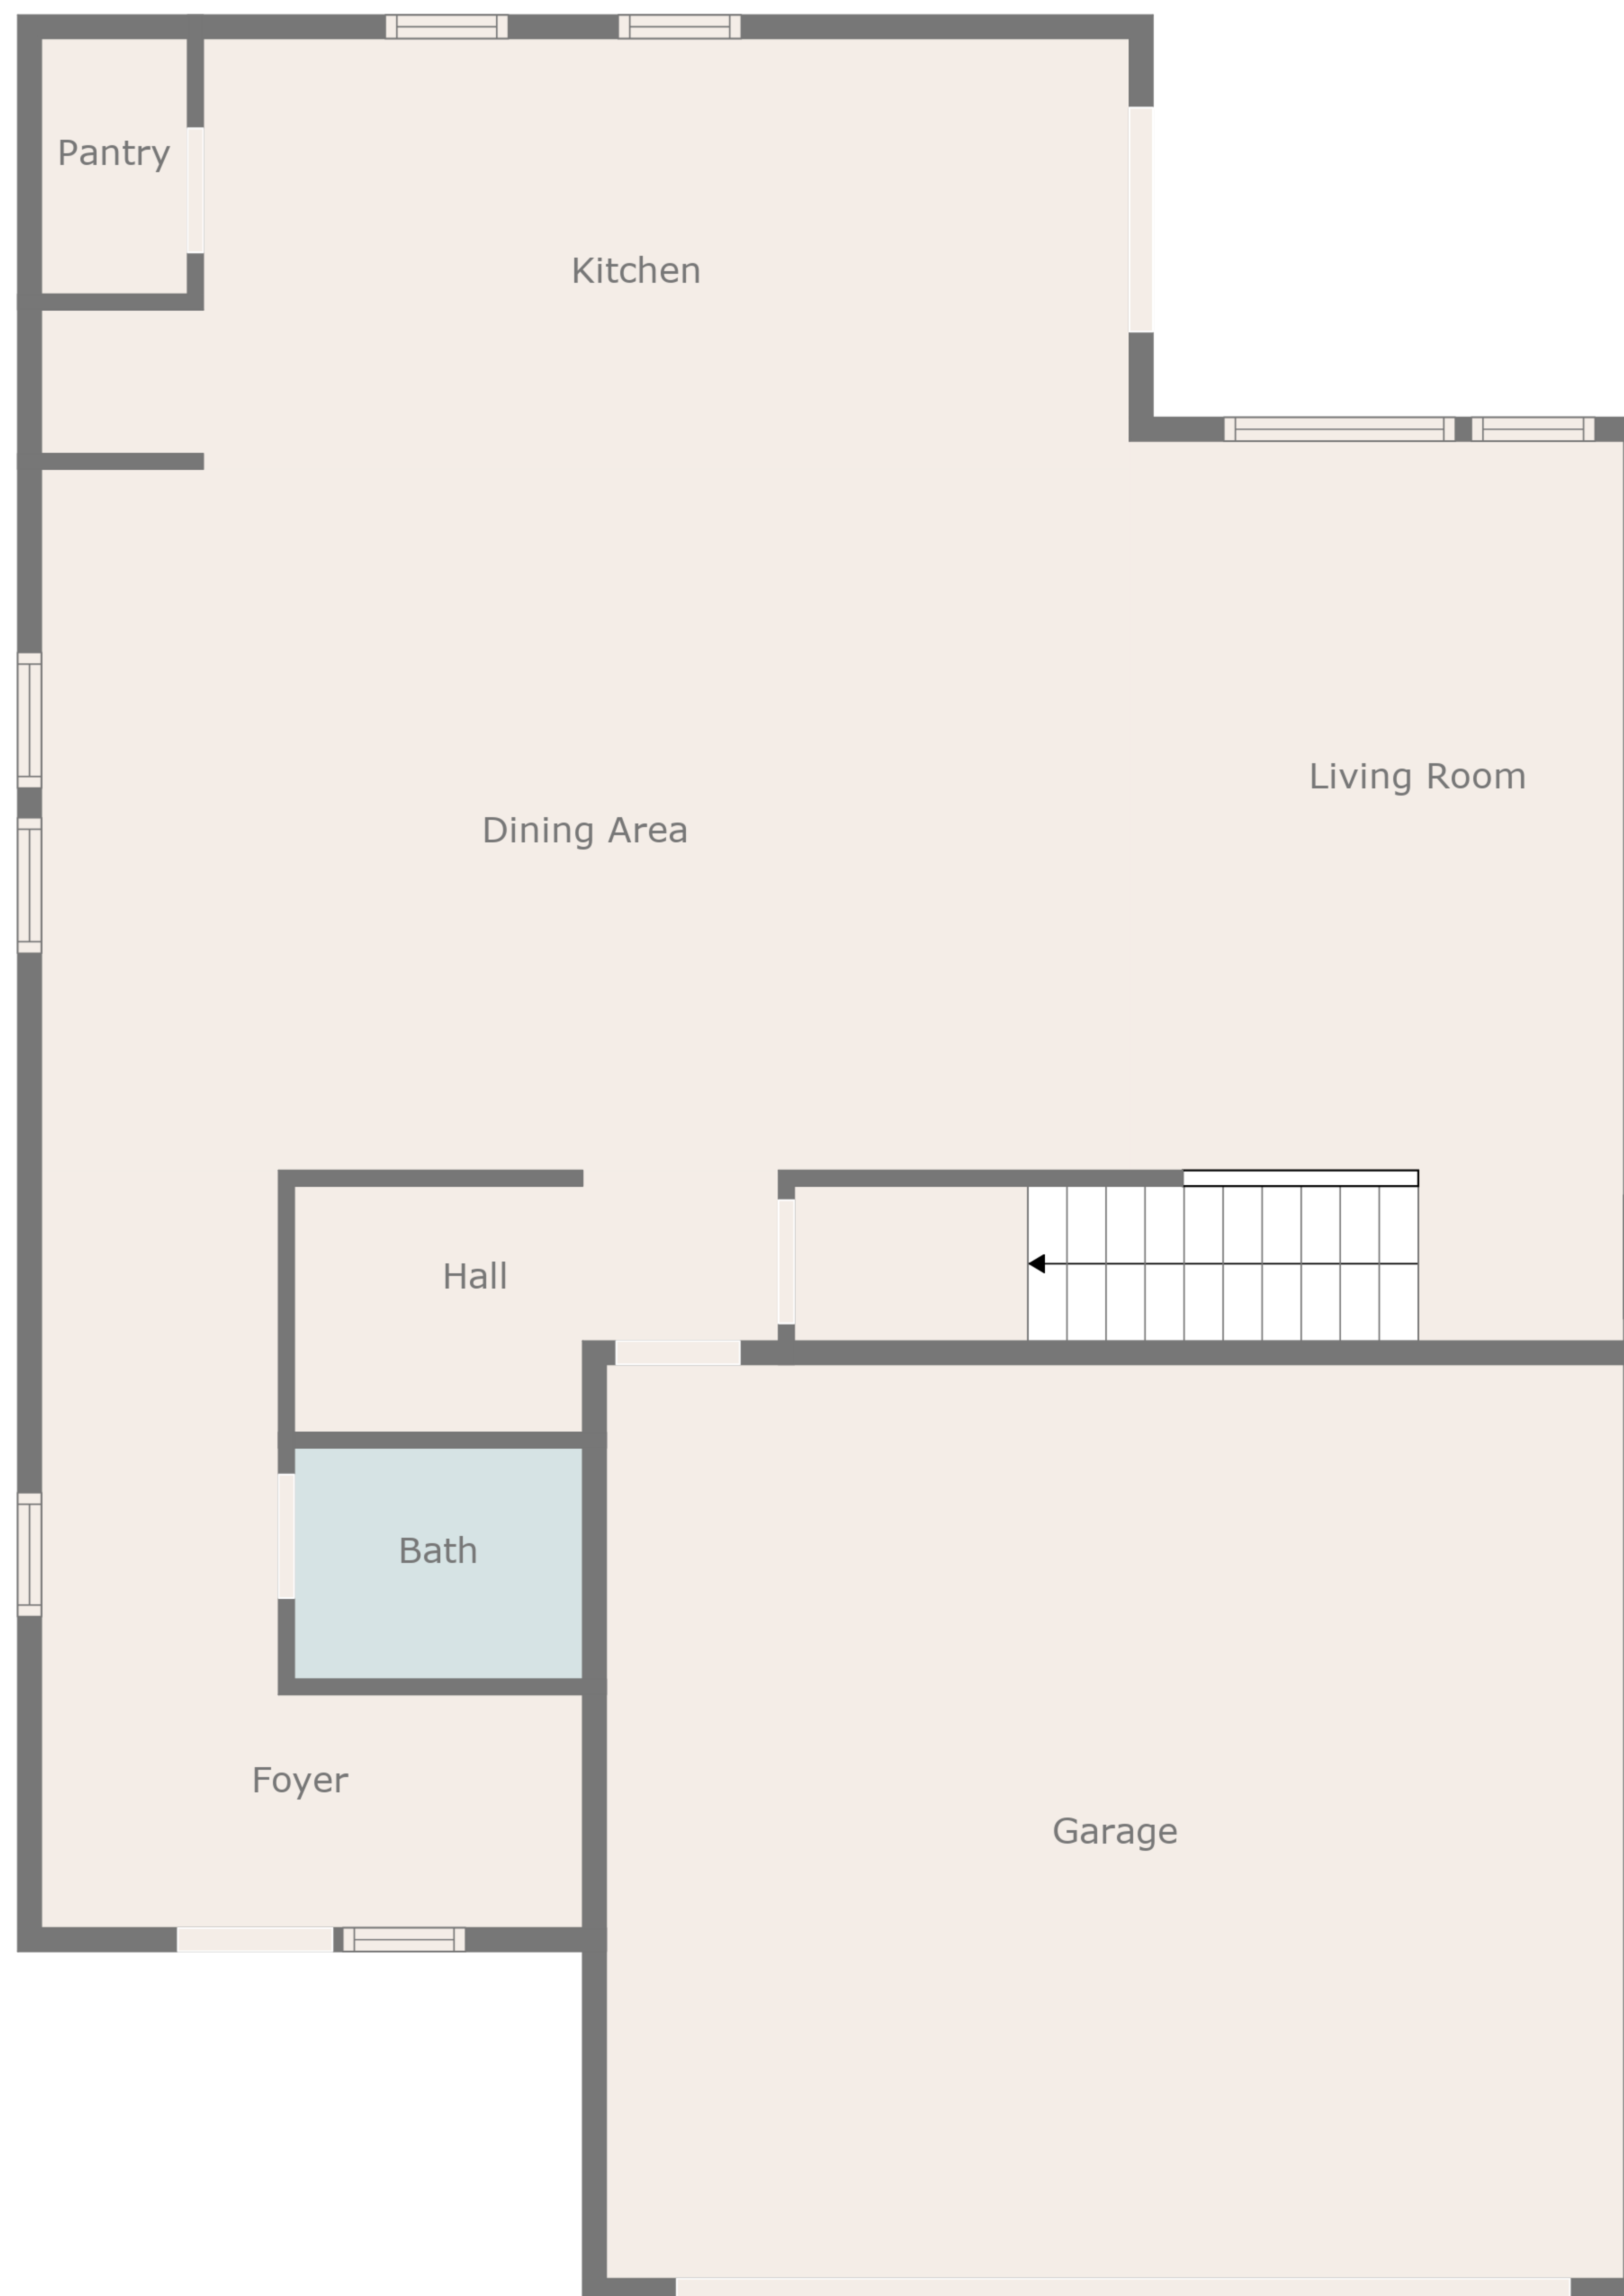 Pantry
Kitchen
Living Room
Dining Area
Hall
Bath
Foyer
Garage